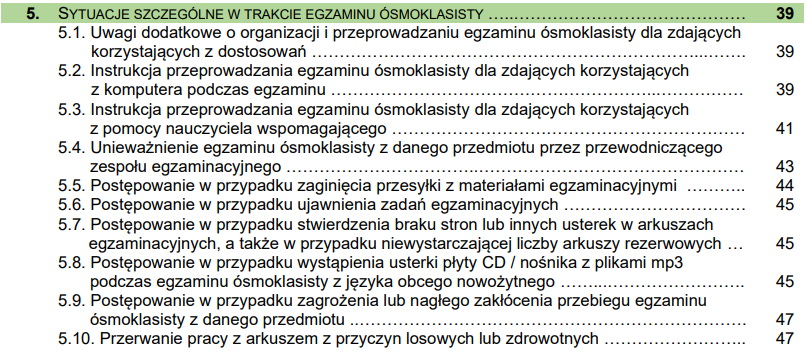 5. SYTUACJE SZCZEGÓLNE W TRAKCIE EGZAMINU ÓSMOKLASISTY ………………………………………… 39
5.1. Uwagi dodatkowe o organizacji i przeprowadzaniu egzaminu ósmoklasisty dla zdających
korzystających z dostosowań ………………………………………………………………...……. 39
5.2. Instrukcja przeprowadzania egzaminu ósmoklasisty dla zdających korzystających
z komputera podczas egzaminu ……………………………………..…………………………. 39
5.3. Instrukcja przeprowadzania egzaminu ósmoklasisty dla zdających korzystających
z pomocy nauczyciela wspomagającego ……………………………………………………… 41
5.4. Unieważnienie egzaminu ósmoklasisty z danego przedmiotu przez przewodniczącego
zespołu egzaminacyjnego ………………………………………………………………………… 43
5.5. Postępowanie w przypadku zaginięcia przesyłki z materiałami egzaminacyjnymi ……….. 44
5.6. Postępowanie w przypadku ujawnienia zadań egzaminacyjnych …………………………… 45
5.7. Postępowanie w przypadku stwierdzenia braku stron lub innych usterek w arkuszach
egzaminacyjnych, a także w przypadku niewystarczającej liczby arkuszy rezerwowych … 45
5.8. Postępowanie w przypadku wystąpienia usterki płyty CD / nośnika z plikami mp3
podczas egzaminu ósmoklasisty z języka obcego nowożytnego ……………………………. 45
5.9. Postępowanie w przypadku zagrożenia lub nagłego zakłócenia przebiegu egzaminu
ósmoklasisty z danego przedmiotu ..…………………………………………………………… 47
5.10. Przerwanie pracy z arkuszem z przyczyn losowych lub zdrowotnych ……………………… 47